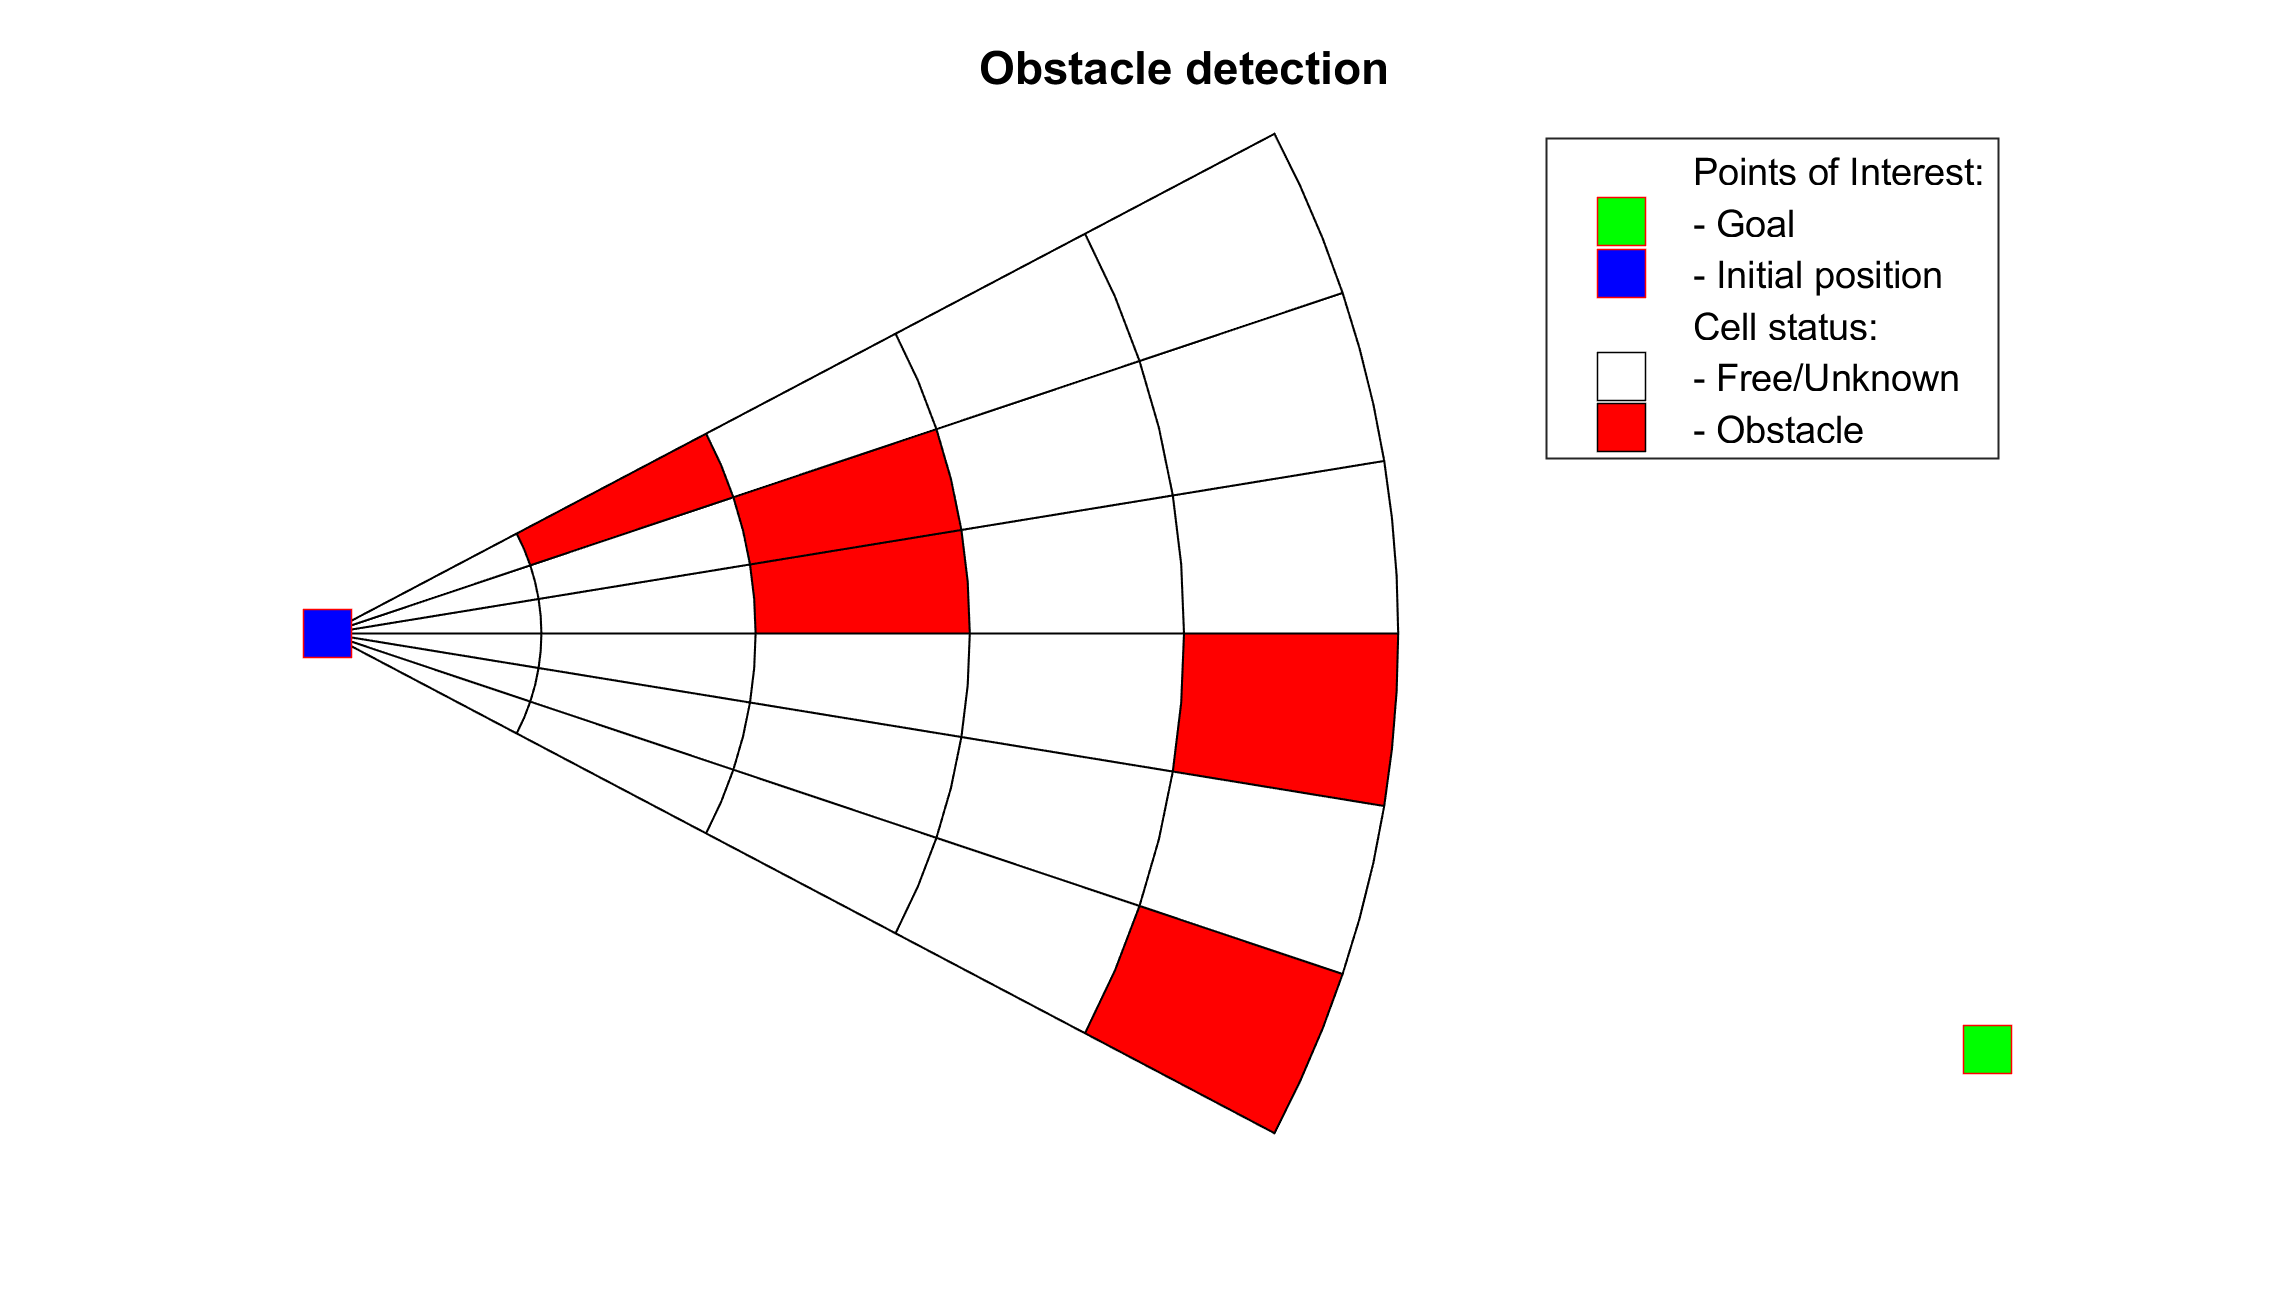 Obstacle detection
Points of Interest:
- Goal
- Initial position
Cell status:
- Free/Unknown
- Obstacle